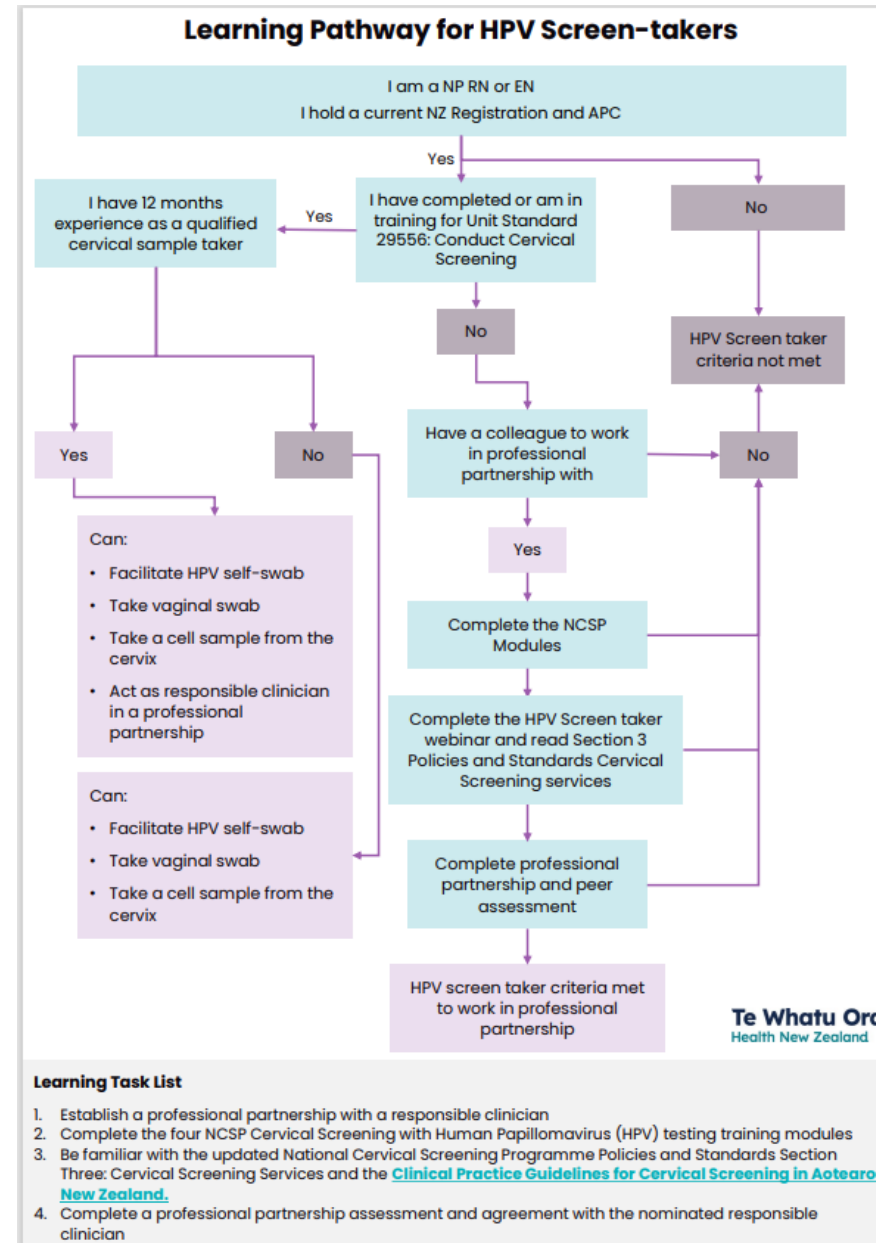 Learning Pathway for HPV Screen-takers
I am a NP RN or EN
I hold a current NZ Registration and APC
Yes
I have 12 months
experience as a qualified
cervical sample taker
Yes
I have completed or am in
training for Unit Standard
29556: Conduct Cervical
Screening
No
No
HPV Screen taker
criteria not met
Have a colleague to work
in professional
partnership with
No
Yes
No
Yes
Can:
• Facilitate HPV self-swab
• Take vaginal swab
• Take a cell sample from the
cervix
• Act as responsible clinician
in a professional
partnership
Complete the NCSP
Modules
Complete the HPV Screen taker
webinar and read Section 3
Policies and Standards Cervical
Screening services
Can:
• Facilitate HPV self-swab
• Take vaginal swab
• Take a cell sample from the
cervix
Complete professional
partnership and peer
assessment
HPV screen taker criteria met
to work in professional
partnership
Te Whatu Ora
Health New Zealand
Learning Task List
1. Establish a professional partnership with a responsible clinician
2. Complete the four NCSP Cervical Screening with Human Papillomavirus (HPV) testing training modules
3. Be familiar with the updated National Cervical Screening Programme Policies and Standards Section
Three: Cervical Screening Services and the Clinical Practice Guidelines for Cervical Screening in Aotearo
New Zealand.
4. Complete a professional partnership assessment and agreement with the nominated responsible
clinician